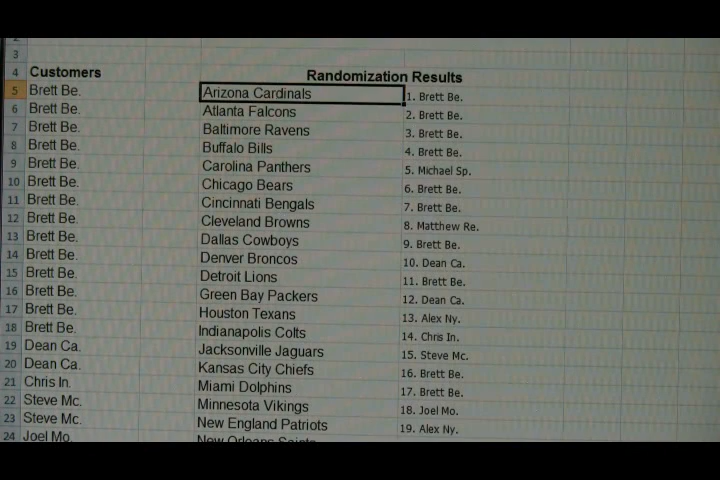 3
4 Customers Randomization Results
5 Brett Be. Arizona Cardinals 1. Brett Be.
6 Brett Be. Atlanta Falcons 2. Brett Be.
7 Brett Be. Baltimore Ravens 3. Brett Be.
8 Brett Be. Buffalo Bills 4. Brett Be.
9 Brett Be. Carolina Panthers 5. Michael Sp.
10 Brett Be. Chicago Bears 6. Brett Be.
11 Brett Be. Cincinnati Bengals 7. Brett Be.
12 Brett Be. Cleveland Browns 8. Matthew Re.
13 Brett Be. Dallas Cowboys 9. Brett Be.
14 Brett Be. Denver Broncos 10. Dean Ca.
15 Brett Be. Detroit Lions 11. Brett Be.
16 Brett Be. Green Bay Packers 12. Dean Ca.
17 Brett Be. Houston Texans 13. Alex Ny.
18 Brett Be. Indianapolis Colts 14. Chris In.
19 Dean Ca. Jacksonville Jaguars 15. Steve Mc.
20 Dean Ca. Kansas City Chiefs 16. Brett Be.
21 Chris In. Miami Dolphins 17. Brett Be.
22 Steve Mc. Minnesota Vikings 18. Joel Mo.
23 Steve Mc. New England Patriots 19. Alex Ny.
24 Joel Mo. New Orleans Saints